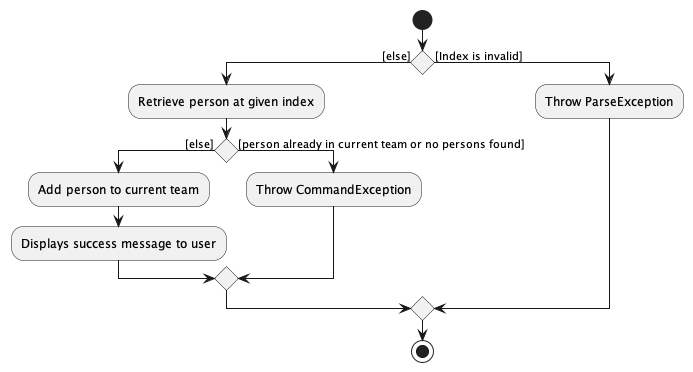 [else]
[Index is invalid]
Retrieve person at given index
Throw ParseException
[else]
[person already in current team or no persons found]
Add person to current team
Throw CommandException
Displays success message to user